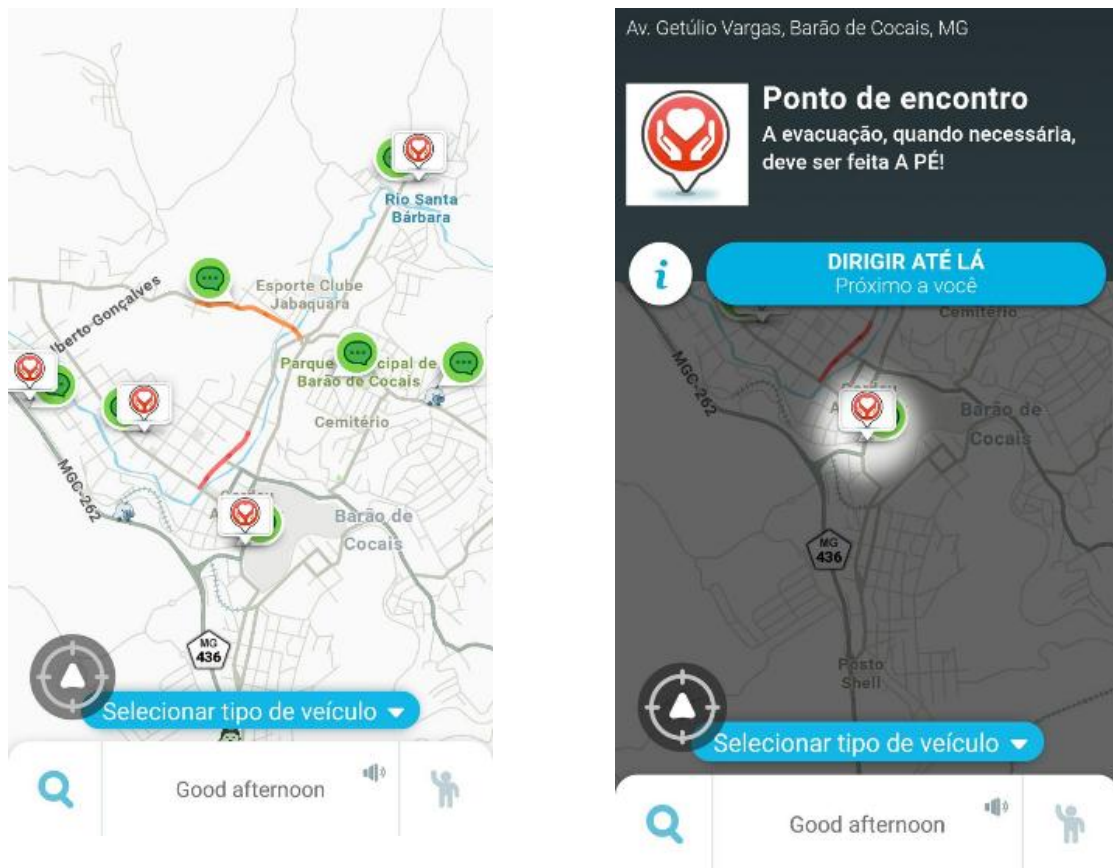 Rio Santa
Bárbara
Esporte Clube
Jabaquara
lberto Gonçalves
Parque cipal de
Barão de Cocais
Cemitério
MGC-262
Barão de
Cocais
MG
436
Selecionar tipo de veículo
Good afternoon
Av. Getúlio Vargas, Barão de Cocais, MG
Ponto de encontro
A evacuação, quando necessária,
deve ser feita A PÉ!
i
DIRIGIR ATÉ LÁ
Próximo a você
Cemitério
MGC-262
Barão de
Cocais
MG
436
Posto
Shell
Selecionar tipo de veículo
Good afternoon